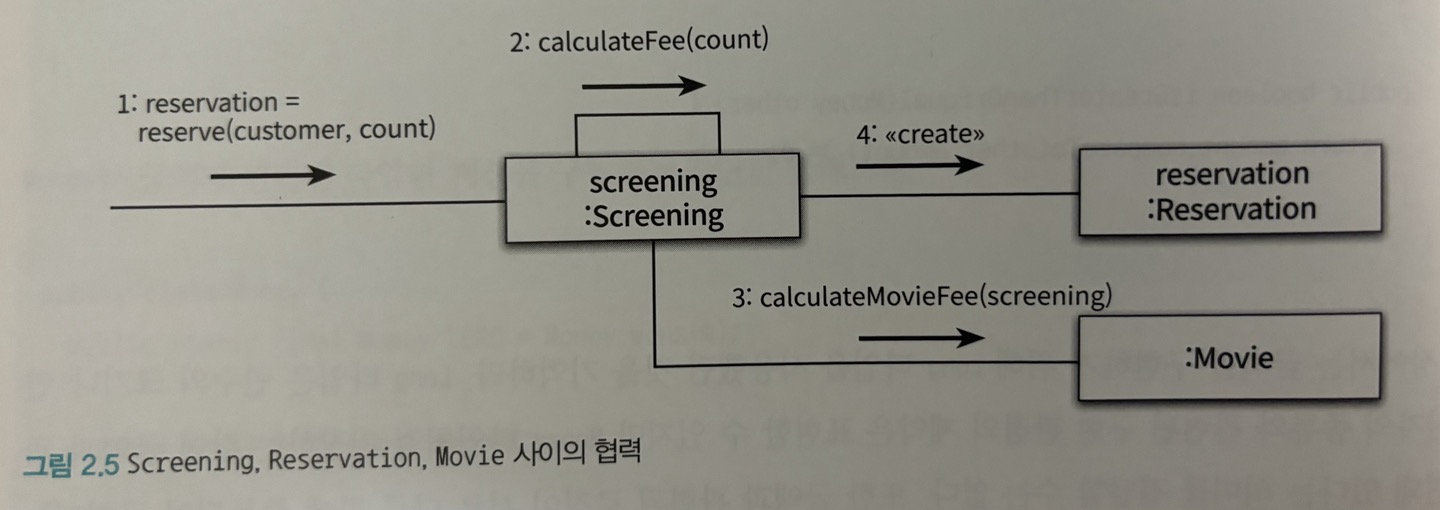 2: calculateFee(count)
1: reservation =
reserve(customer, count)
4: «create»
screening
:Screening
reservation
:Reservation
3: calculateMovieFee(screening)
:Movie
그림 2.5 Screening, Reservation, Movie 사이의 협력